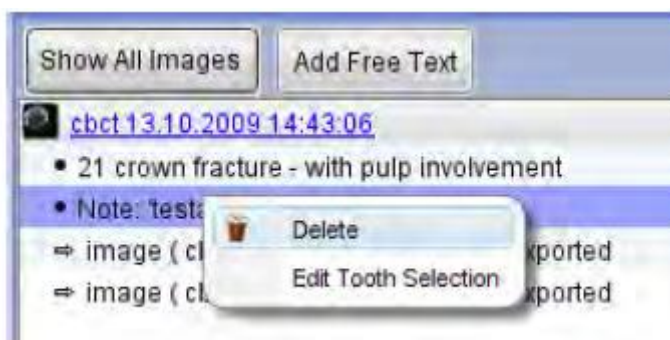 Show All Images
Add Free Text
cbct 13.10.2009 14:43:06
• 21 crown fracture - with pulp involvement
• Note: 'testa
Delete
⇨ image ( cl xported
Edit Tooth Selection
⇨ image ( cl xported